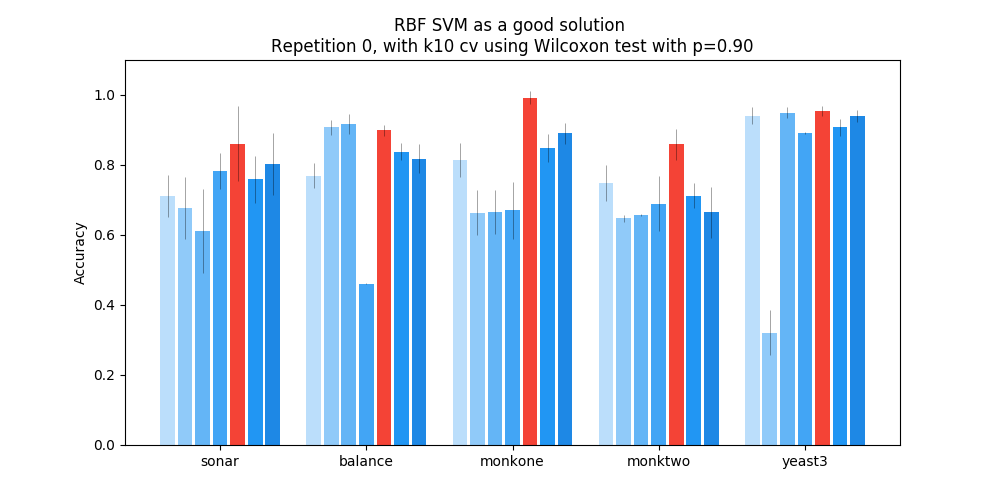 RBF SVM as a good solution
Repetition 0, with k10 cv using Wilcoxon test with p=0.90
Accuracy
1.0
0.8
0.6
0.4
0.2
0.0
sonar
balance
monkone
monktwo
yeast3